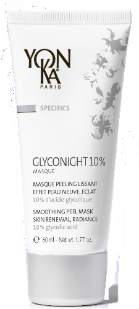 YON
KA
PARIS
SPECIFICS
GLYCONIGHT 10%
MASQUE
MASQUE PEELING LISSANT
EFFET PEAU NEUVE, ÉCLAT
10% d'acide glycolique
SMOOTHING PEEL MASK
SKIN RENEWAL, RADIANCE
10% glycolic acid
50 ml - Net wt. 1.77 oz.